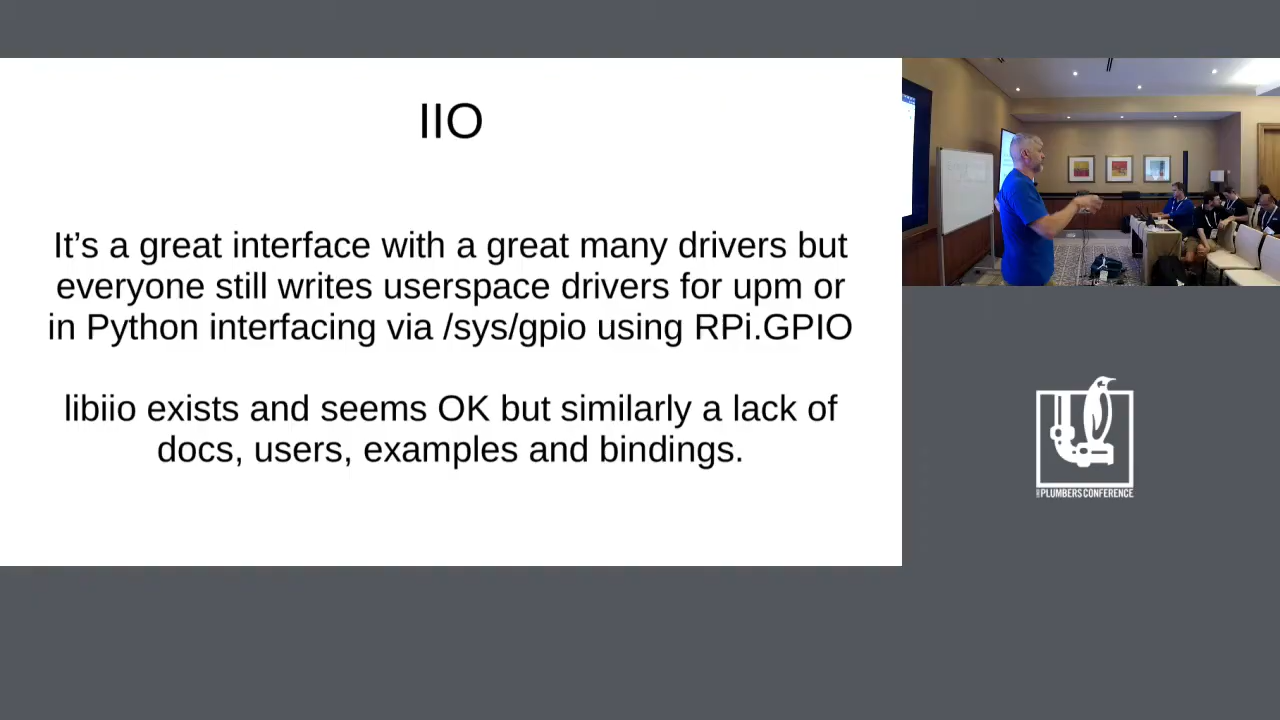 IIO
It’s a great interface with a great many drivers but
everyone still writes userspace drivers for upm or
in Python interfacing via /sys/gpio using RPi.GPIO
libiio exists and seems OK but similarly a lack of
docs, users, examples and bindings.
PLUMBERS CONFERENCE